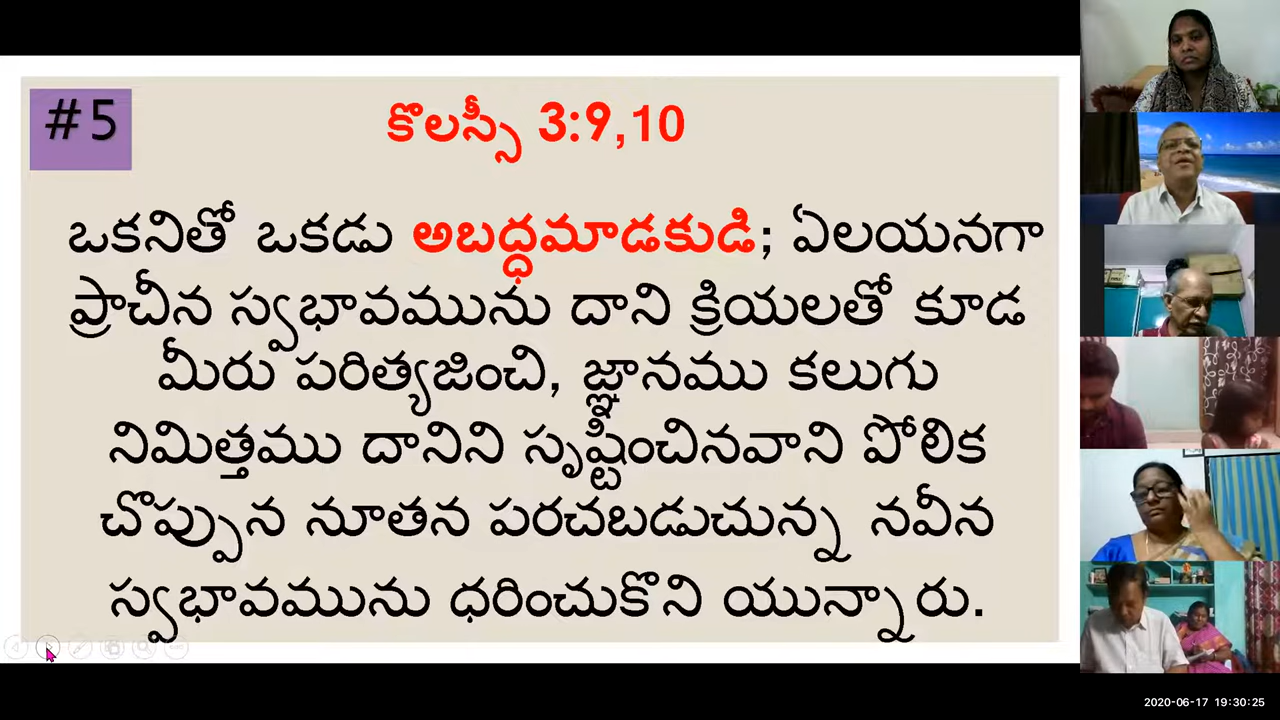 #5
కొలస్సీ 3:9,10
ఒకనితో ఒకడు అబద్ధమాడకుడి; ఏలయనగా
ప్రాచీన స్వభావమును దాని క్రియలతో కూడ
మీరు పరిత్యజించి, జ్ఞానము కలుగు
నిమిత్తము దానిని సృష్టించినవాని పోలిక
చొప్పున నూతన పరచబడుచున్న నవీన
స్వభావమును ధరించుకొని యున్నారు.
2020-06-17 19:30:25